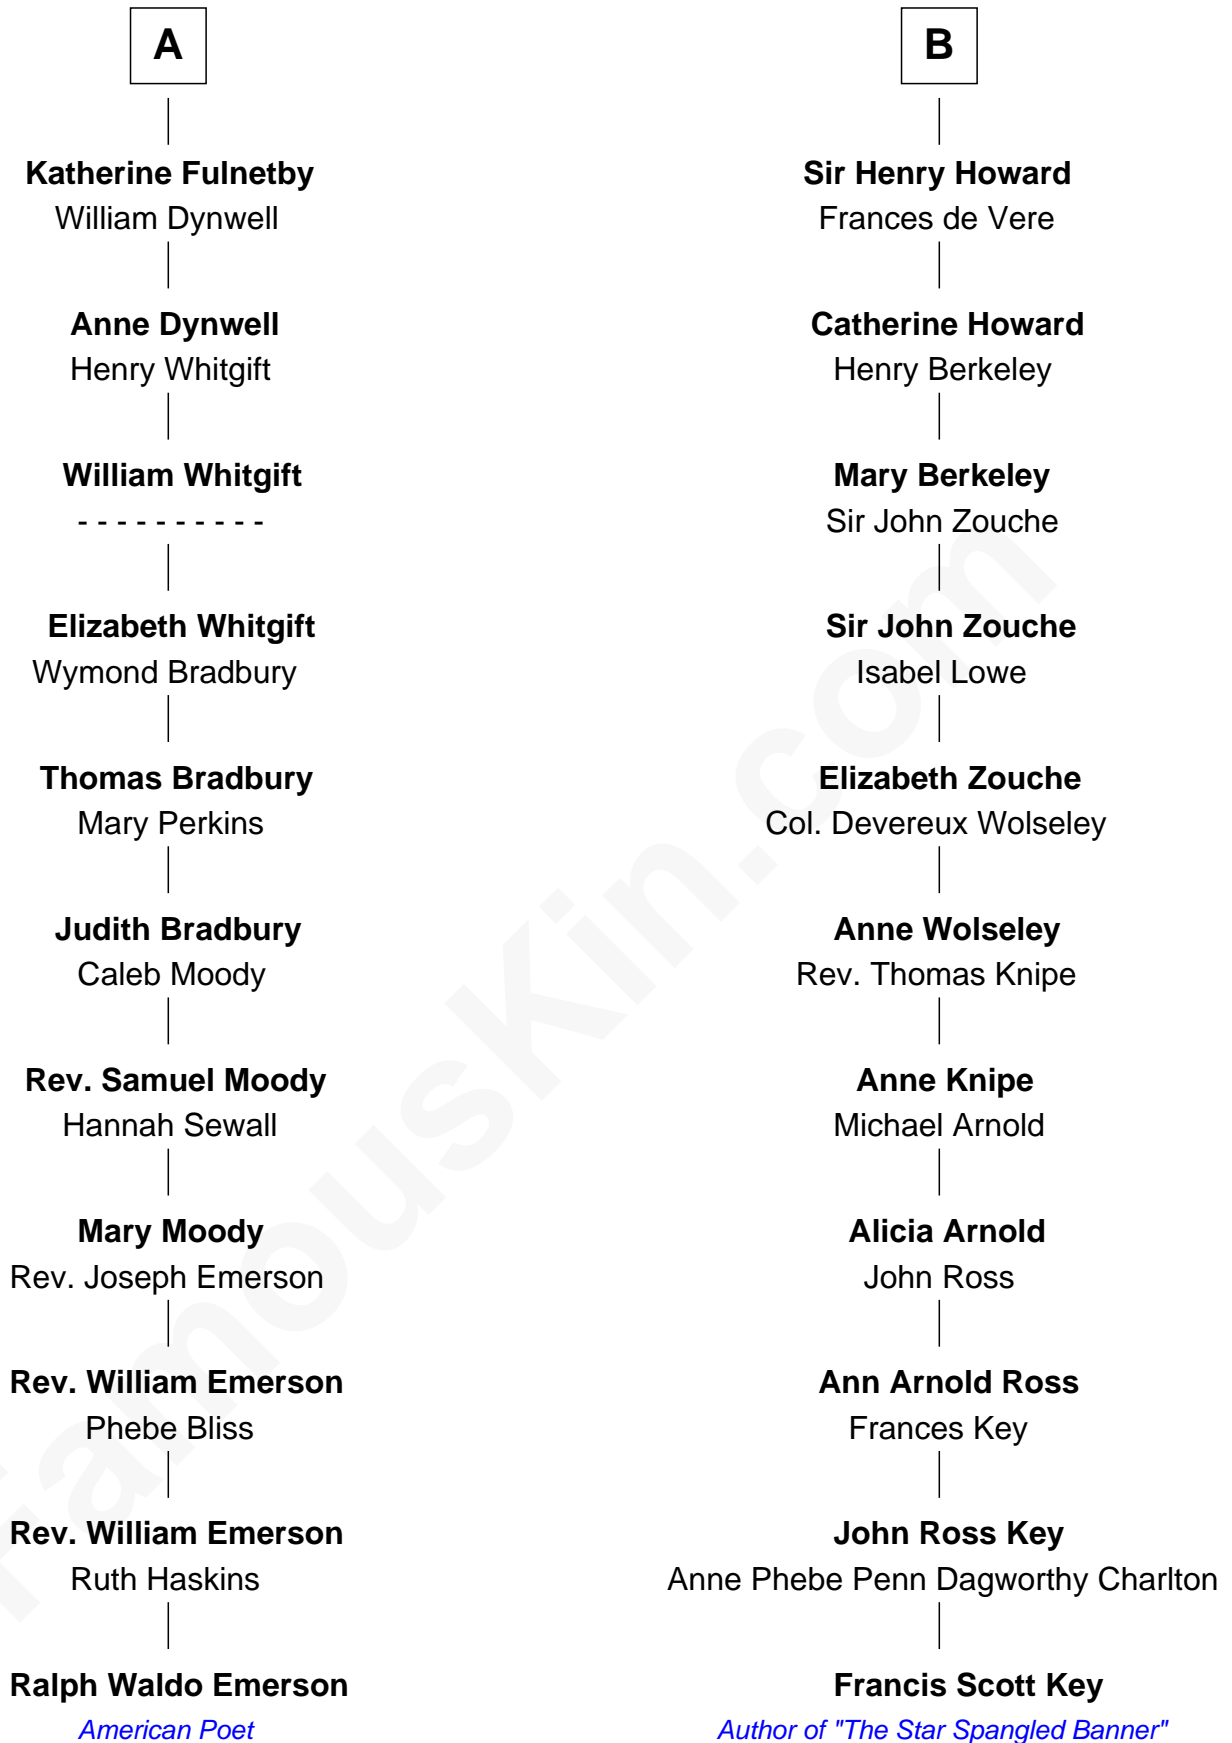 A
Katherine Fulnetby
William Dynwell
Anne Dynwell
Henry Whitgift
William Whitgift
- - - - - - - - - -
Elizabeth Whitgift
Wymond Bradbury
Thomas Bradbury
Mary Perkins
Judith Bradbury
Caleb Moody
Rev. Samuel Moody
Hannah Sewall
Mary Moody
Rev. Joseph Emerson
Rev. William Emerson
Phebe Bliss
Rev. William Emerson
Ruth Haskins
Ralph Waldo Emerson
American Poet
B
Sir Henry Howard
Frances de Vere
Catherine Howard
Henry Berkeley
Mary Berkeley
Sir John Zouche
Sir John Zouche
Isabel Lowe
Elizabeth Zouche
Col. Devereux Wolseley
Anne Wolseley
Rev. Thomas Knipe
Anne Knipe
Michael Arnold
Alicia Arnold
John Ross
Ann Arnold Ross
Frances Key
John Ross Key
Anne Phebe Penn Dagworthy Charlton
Francis Scott Key
Author of "The Star Spangled Banner"
FamousKin.com